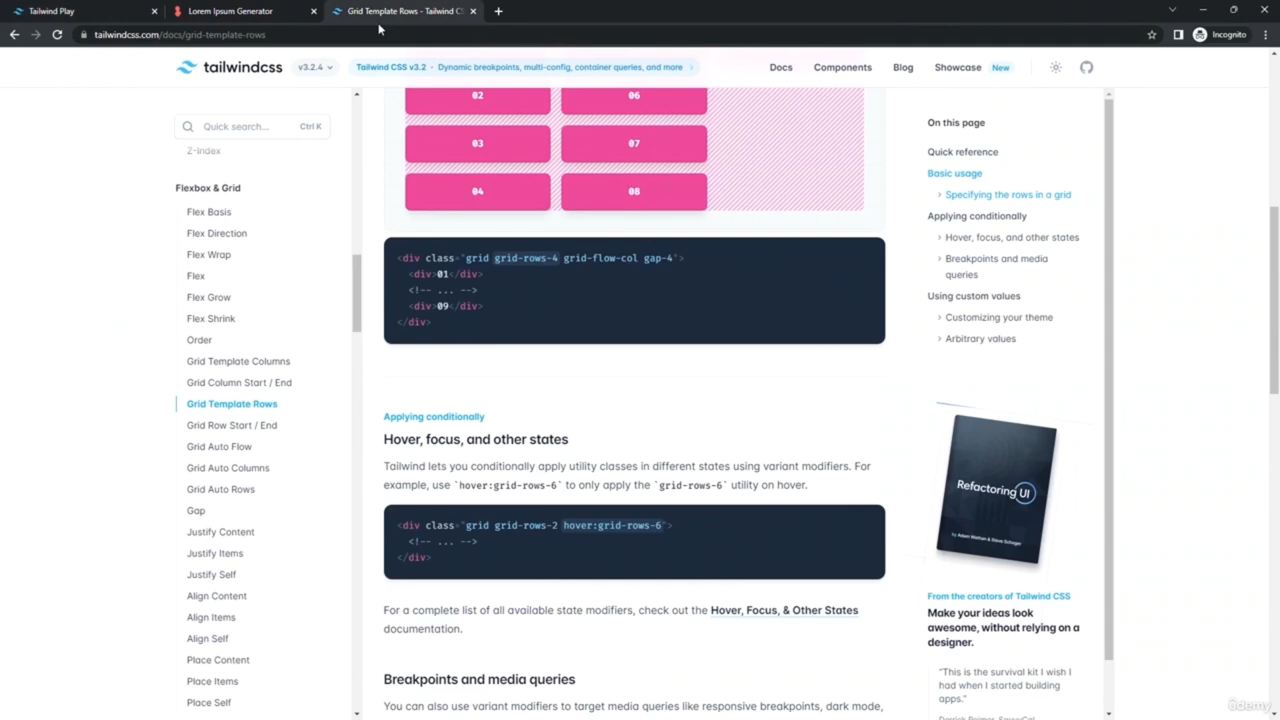 Tailwind Play
Lorem Ipsum Generator
Grid Template Rows - Tailwind CS
tailwindcss.com/docs/grid-template-rows
Incognito
tailwindcss
v3.2.4
Tailwind CSS v3.2 · Dynamic breakpoints, multi-config, container queries, and more
Docs
Components
Blog
Showcase
New
Quick search...
Ctrl K
Z-Index
Flexbox & Grid
Flex Basis
Flex Direction
Flex Wrap
Flex
Flex Grow
Flex Shrink
Order
Grid Template Columns
Grid Column Start / End
Grid Template Rows
Grid Row Start / End
Grid Auto Flow
Grid Auto Columns
Grid Auto Rows
Gap
Justify Content
Justify Items
Justify Self
Align Content
Align Items
Align Self
Place Content
Place Items
Place Self
02
06
03
07
04
08
<div class="grid grid-rows-4 grid-flow-col gap-4">
<div>01</div>
<!-- ... -->
<div>09</div>
</div>
Applying conditionally
Hover, focus, and other states
Tailwind lets you conditionally apply utility classes in different states using variant modifiers. For
example, use `hover:grid-rows-6` to only apply the `grid-rows-6` utility on hover.
<div class="grid grid-rows-2 hover:grid-rows-6">
<!-- ... -->
</div>
For a complete list of all available state modifiers, check out the Hover, Focus, & Other States
documentation.
Breakpoints and media queries
You can also use variant modifiers to target media queries like responsive breakpoints, dark mode,
On this page
Quick reference
Basic usage
Specifying the rows in a grid
Applying conditionally
Hover, focus, and other states
Breakpoints and media
queries
Using custom values
Customizing your theme
Arbitrary values
Refactoring UI
by Adam Wathan & Steve Schoger
From the creators of Tailwind CSS
Make your ideas look
awesome, without relying on a
designer.
"This is the survival kit I wish I
had when I started building
apps."
ûdemy